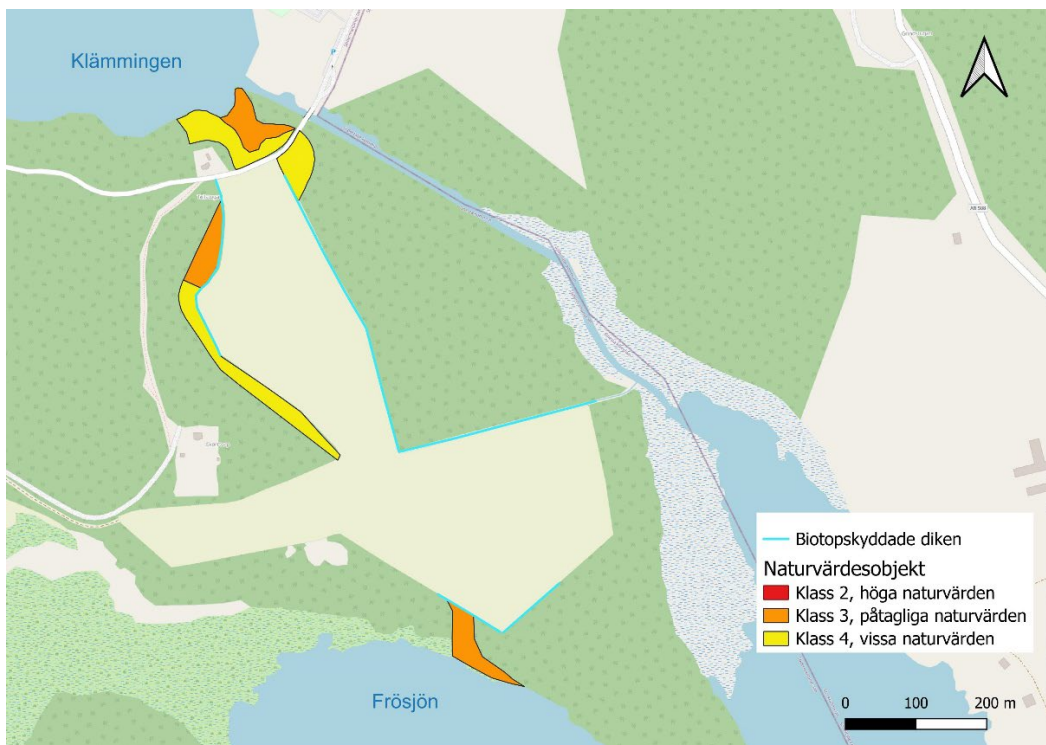 Klämmingen
Frösjön
Biotopskyddade diken
Naturvärdesobjekt
Klass 2, höga naturvärden
Klass 3, påtagliga naturvärden
Klass 4, vissa naturvärden
0 100 200 m